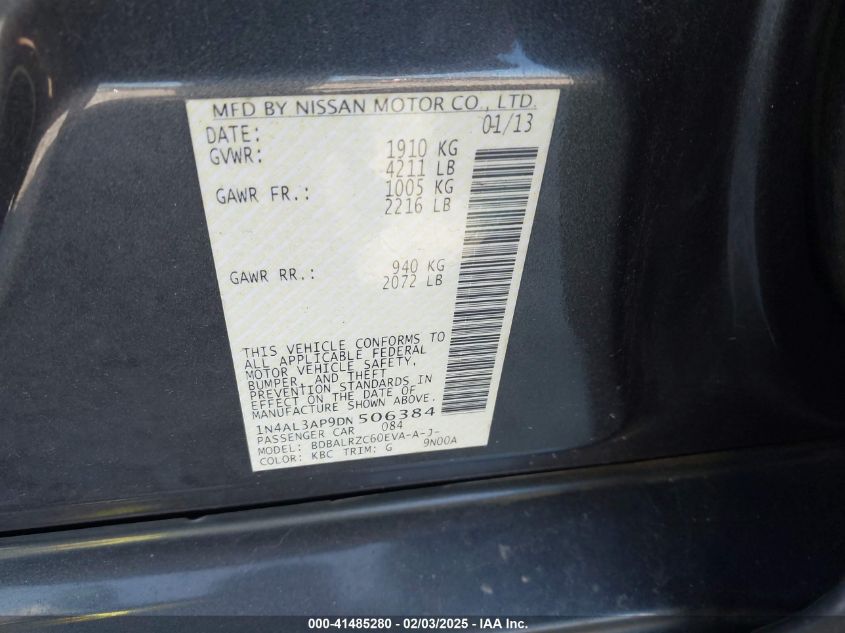 MFD BY NISSAN MOTOR CO., LTD.
DATE: 01/13
GVWR: 1910 KG
4211 LB
GAWR FR.: 1005 KG
2216 LB
GAWR RR.: 940 KG
2072 LB
THIS VEHICLE CONFORMS TO
ALL APPLICABLE FEDERAL
MOTOR VEHICLE SAFETY,
BUMPER, AND THEFT
PREVENTION STANDARDS IN
EFFECT ON THE DATE OF
MANUFACTURE SHOWN ABOVE.
1N4AL3AP9DN506384
PASSENGER CAR 084
MODEL: BDBALRZC60EVA-A-J-
COLOR: KBC TRIM: G 9N00A
000-41485280 - 02/03/2025 - IAA Inc.